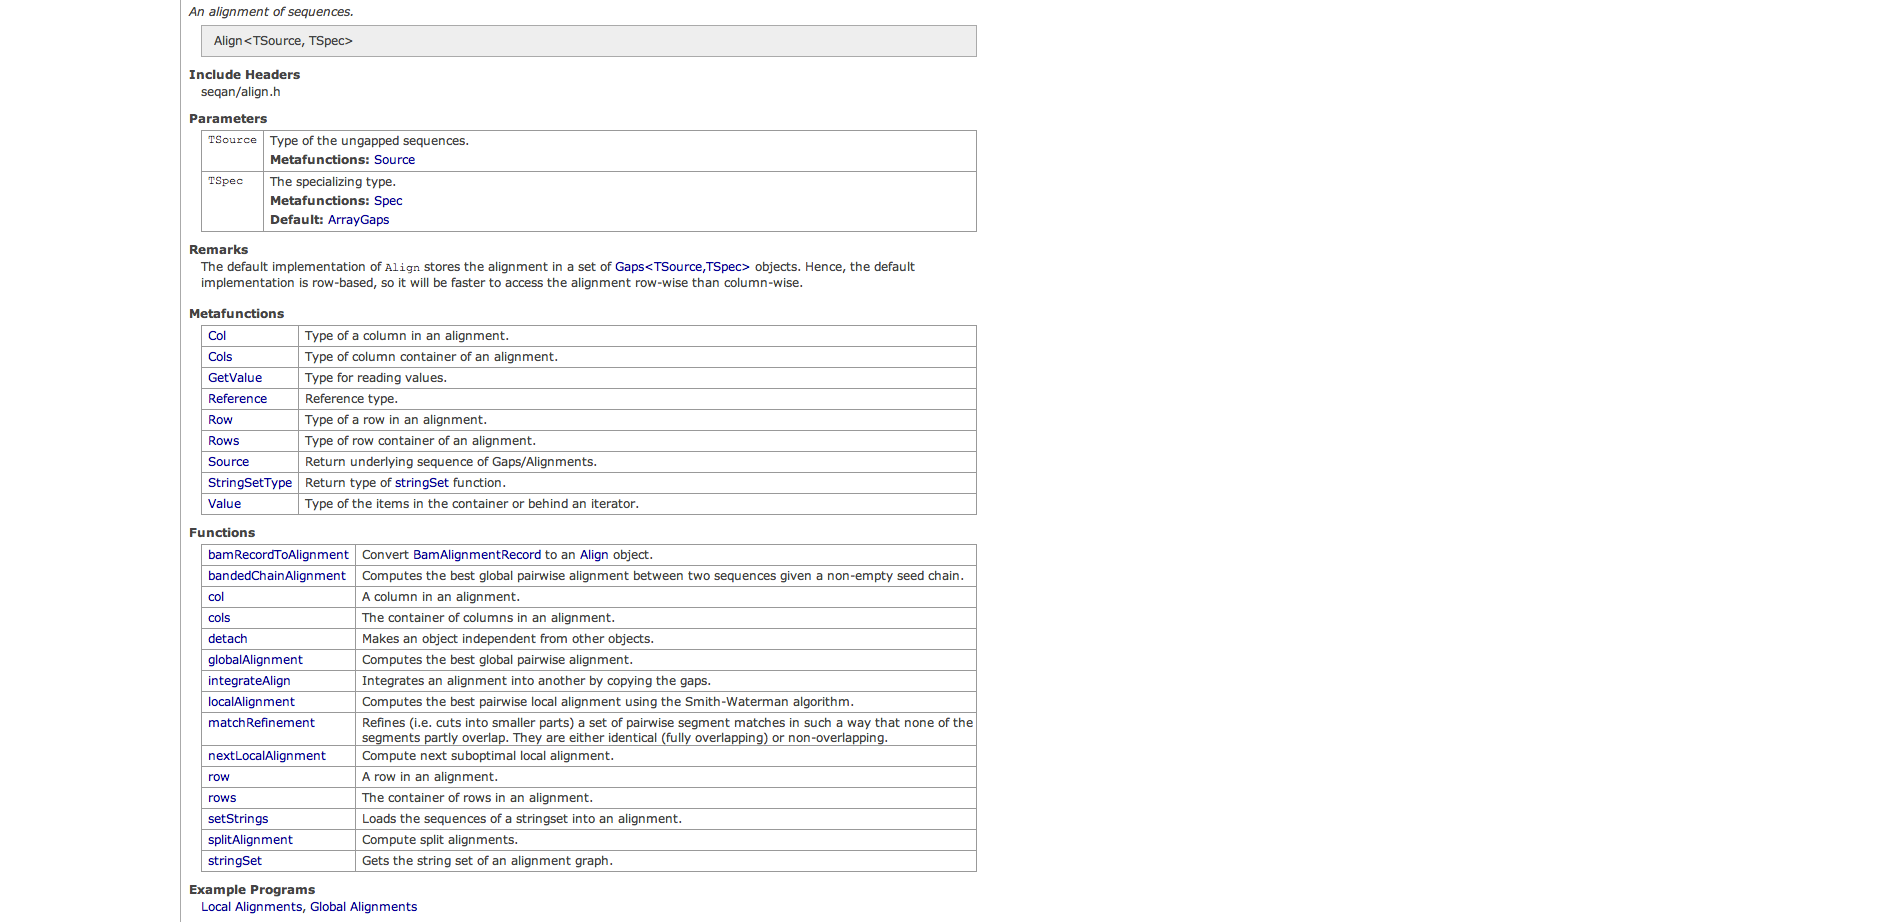 An alignment of sequences.
Align<TSource, TSpec>
Include Headers
seqan/align.h
Parameters
TSource Type of the ungapped sequences.
Metafunctions: Source
TSpec The specializing type.
Metafunctions: Spec
Default: ArrayGaps
Remarks
The default implementation of Align stores the alignment in a set of Gaps<TSource,TSpec> objects. Hence, the default
implementation is row-based, so it will be faster to access the alignment row-wise than column-wise.
Metafunctions
Col Type of a column in an alignment.
Cols Type of column container of an alignment.
GetValue Type for reading values.
Reference Reference type.
Row Type of a row in an alignment.
Rows Type of row container of an alignment.
Source Return underlying sequence of Gaps/Alignments.
StringSetType Return type of stringSet function.
Value Type of the items in the container or behind an iterator.
Functions
bamRecordToAlignment Convert BamAlignmentRecord to an Align object.
bandedChainAlignment Computes the best global pairwise alignment between two sequences given a non-empty seed chain.
col A column in an alignment.
cols The container of columns in an alignment.
detach Makes an object independent from other objects.
globalAlignment Computes the best global pairwise alignment.
integrateAlign Integrates an alignment into another by copying the gaps.
localAlignment Computes the best pairwise local alignment using the Smith-Waterman algorithm.
matchRefinement Refines (i.e. cuts into smaller parts) a set of pairwise segment matches in such a way that none of the
segments partly overlap. They are either identical (fully overlapping) or non-overlapping.
nextLocalAlignment Compute next suboptimal local alignment.
row A row in an alignment.
rows The container of rows in an alignment.
setStrings Loads the sequences of a stringset into an alignment.
splitAlignment Compute split alignments.
stringSet Gets the string set of an alignment graph.
Example Programs
Local Alignments, Global Alignments